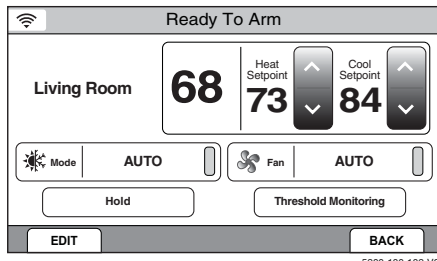 Ready To Arm
Living Room
68
Heat
Setpoint
73
Cool
Setpoint
84
Mode
AUTO
Fan
AUTO
Hold
Threshold Monitoring
EDIT
BACK